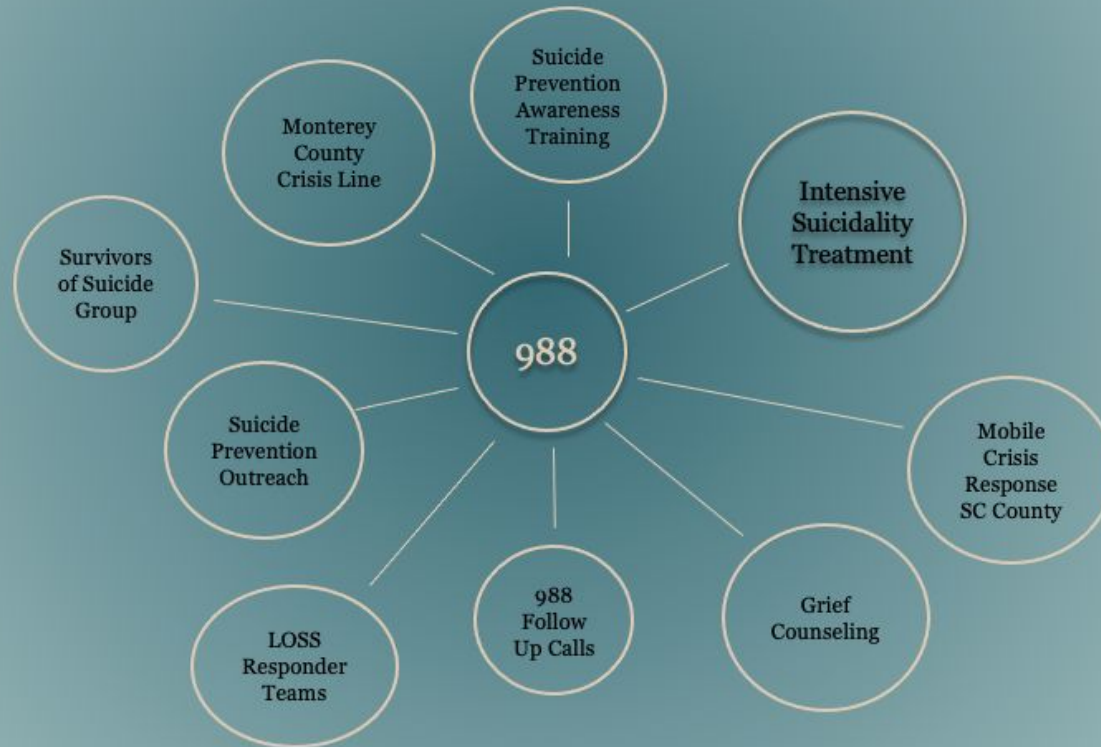 Suicide
Prevention
Awareness
Training
Monterey
County
Crisis Line
Intensive
Suicidality
Treatment
Survivors
of Suicide
Group
988
Suicide
Prevention
Outreach
Mobile
Crisis
Response
SC County
LOSS
Responder
Teams
988
Follow
Up Calls
Grief
Counseling